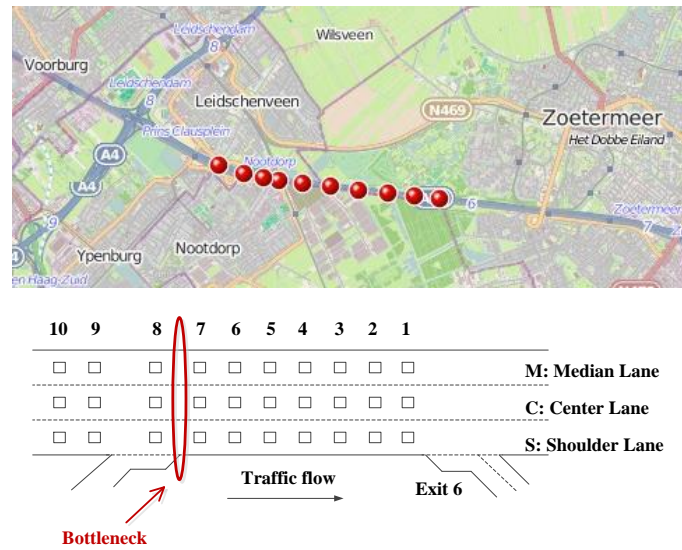 Leidschendam
8
Wilsveen
Voorburg
Leidschendam
8
Leidschenveen
N469
Zoetermeer
Het Dobbe Eiland
Prins Clausplein
A4
Nootdorp
A4
6
Zoetermeer
7
9
Ypenburg
Nootdorp
en Haag-Zuid
10 9 8 7 6 5 4 3 2 1
M: Median Lane
C: Center Lane
S: Shoulder Lane
Traffic flow
Exit 6
Bottleneck